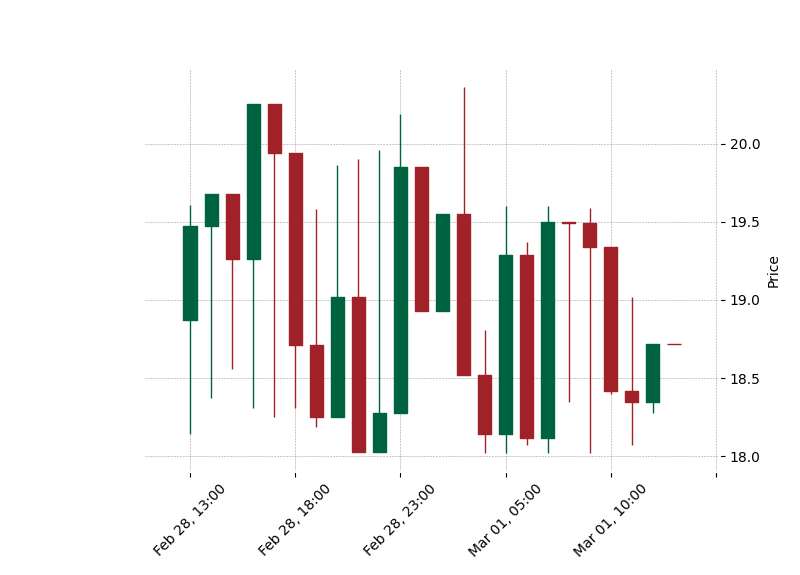 20.0
19.5
19.0
18.5
18.0
Price
Feb 28, 13:00
Feb 28, 18:00
Feb 28, 23:00
Mar 01, 05:00
Mar 01, 10:00